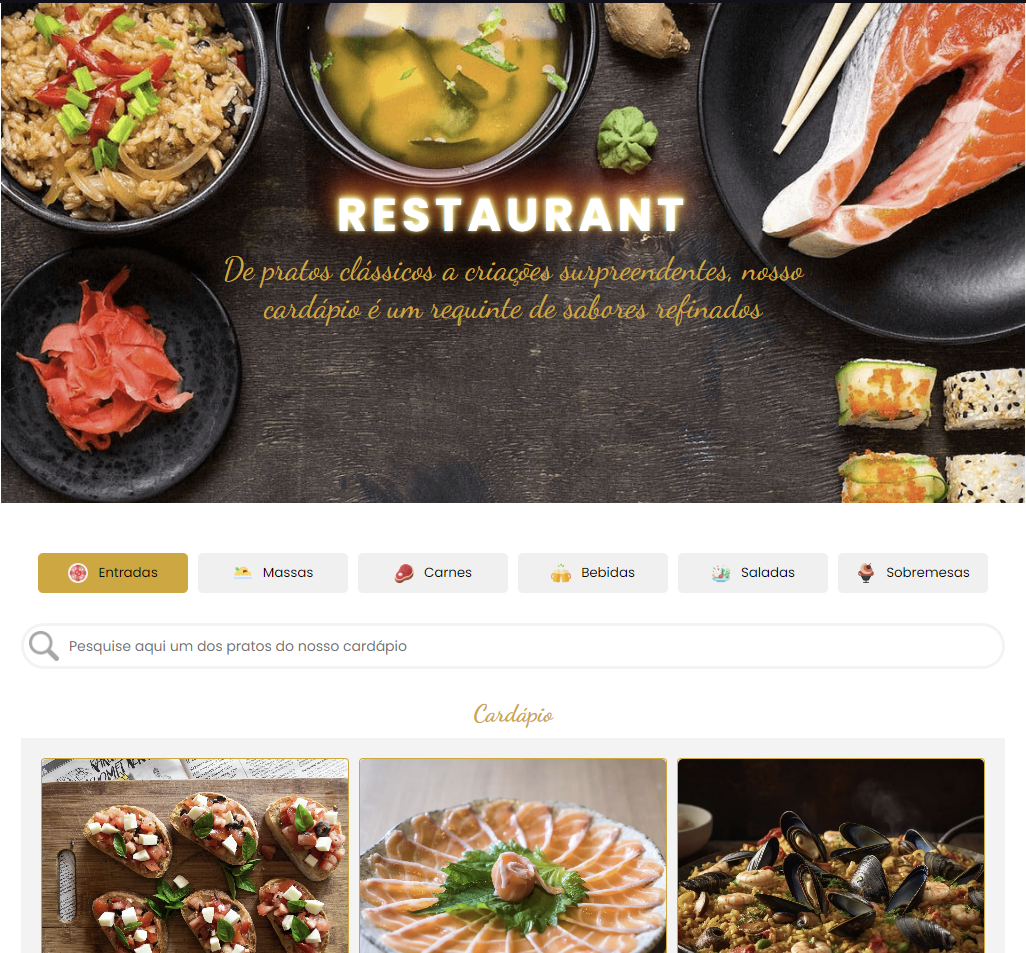 RESTAURANT
De pratos clássicos a criações surpreendentes, nosso
cardápio é um requinte de sabores refinados
Entradas
Massas
Carnes
Bebidas
Saladas
Sobremesas
Pesquise aqui um dos pratos do nosso cardápio
Cardápio